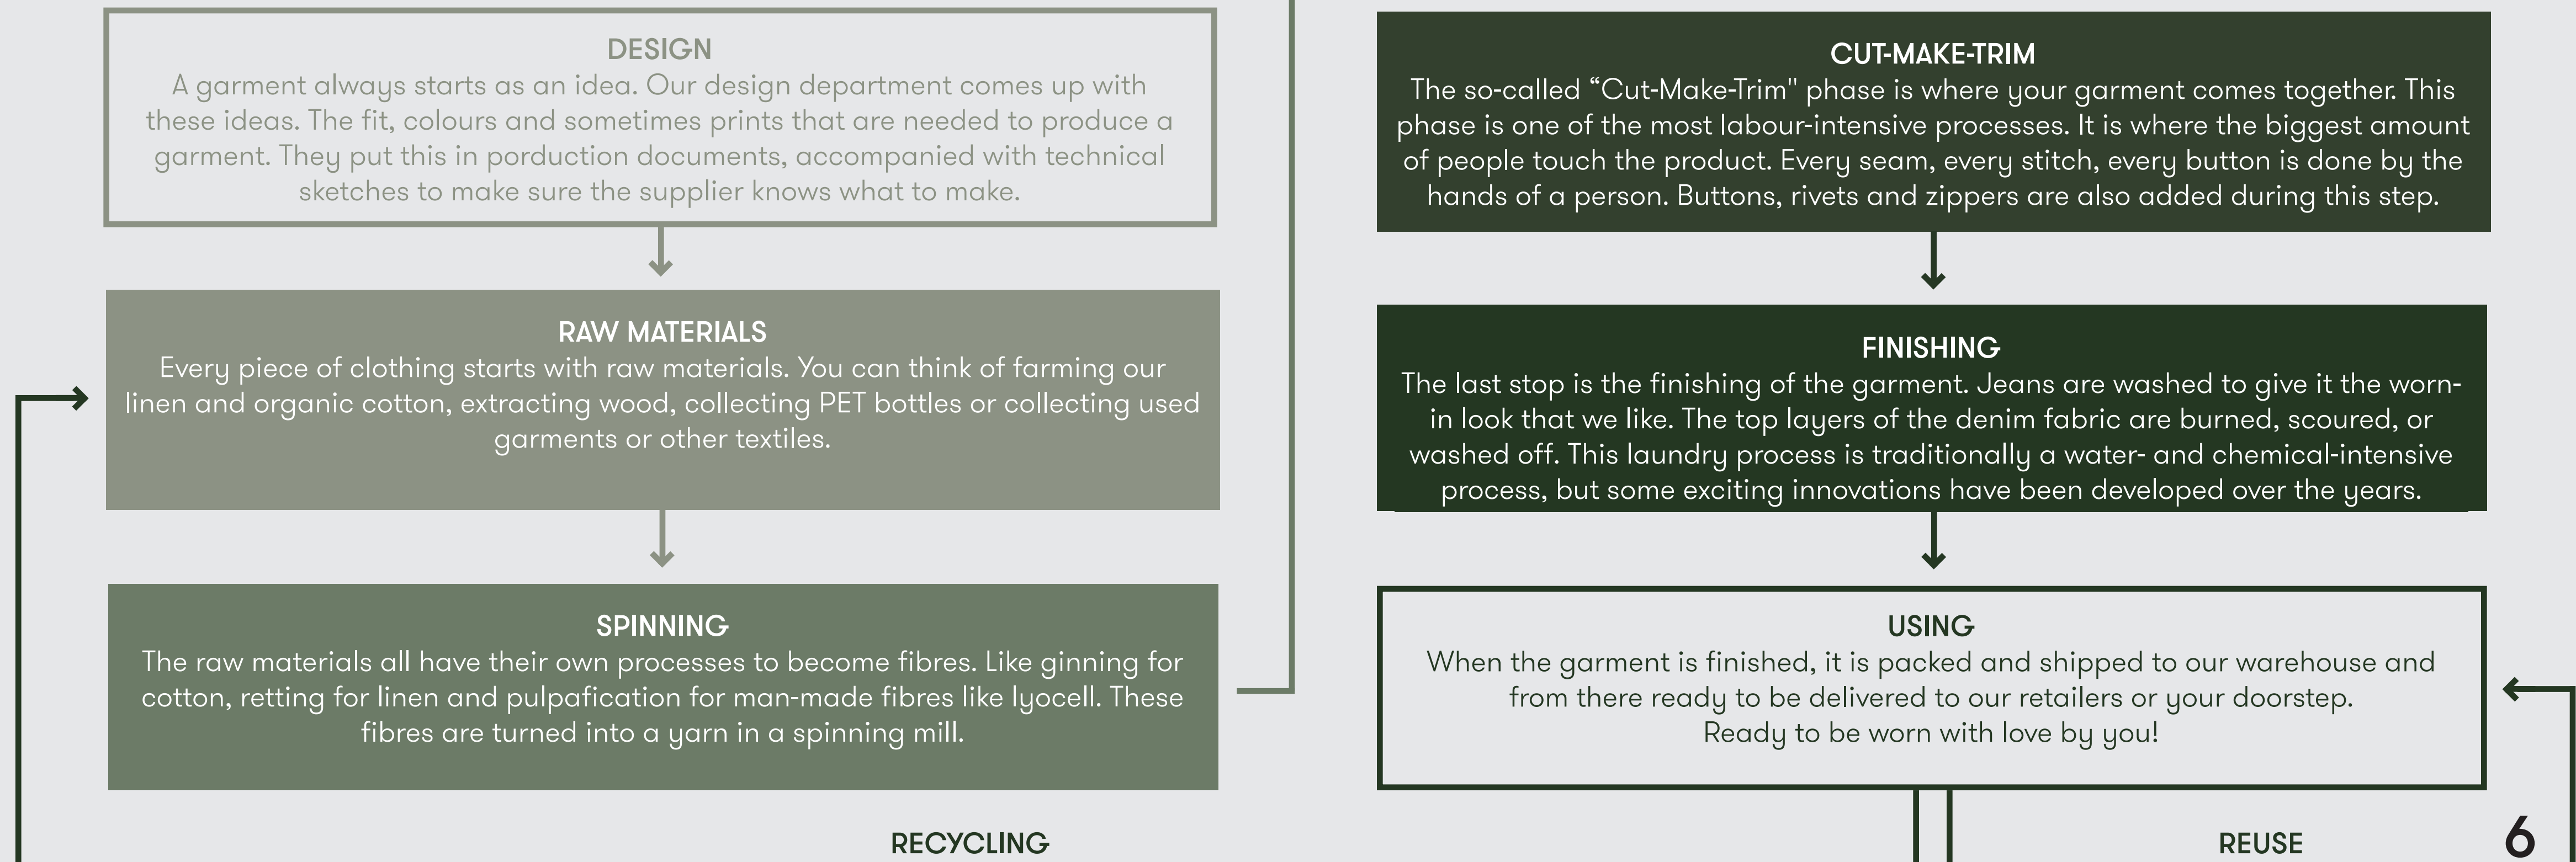 DESIGN
A garment always starts as an idea. Our design department comes up with
these ideas. The fit, colours and sometimes prints that are needed to produce a
garment. They put this in porduction documents, accompanied with technical
sketches to make sure the supplier knows what to make.
RAW MATERIALS
Every piece of clothing starts with raw materials. You can think of farming our
linen and organic cotton, extracting wood, collecting PET bottles or collecting used
garments or other textiles.
SPINNING
The raw materials all have their own processes to become fibres. Like ginning for
cotton, retting for linen and pulpafication for man-made fibres like lyocell. These
fibres are turned into a yarn in a spinning mill.
RECYCLING
CUT-MAKE-TRIM
The so-called “Cut-Make-Trim" phase is where your garment comes together. This
phase is one of the most labour-intensive processes. It is where the biggest amount
of people touch the product. Every seam, every stitch, every button is done by the
hands of a person. Buttons, rivets and zippers are also added during this step.
FINISHING
The last stop is the finishing of the garment. Jeans are washed to give it the worn-
in look that we like. The top layers of the denim fabric are burned, scoured, or
washed off. This laundry process is traditionally a water- and chemical-intensive
process, but some exciting innovations have been developed over the years.
USING
When the garment is finished, it is packed and shipped to our warehouse and
from there ready to be delivered to our retailers or your doorstep.
Ready to be worn with love by you!
REUSE
6